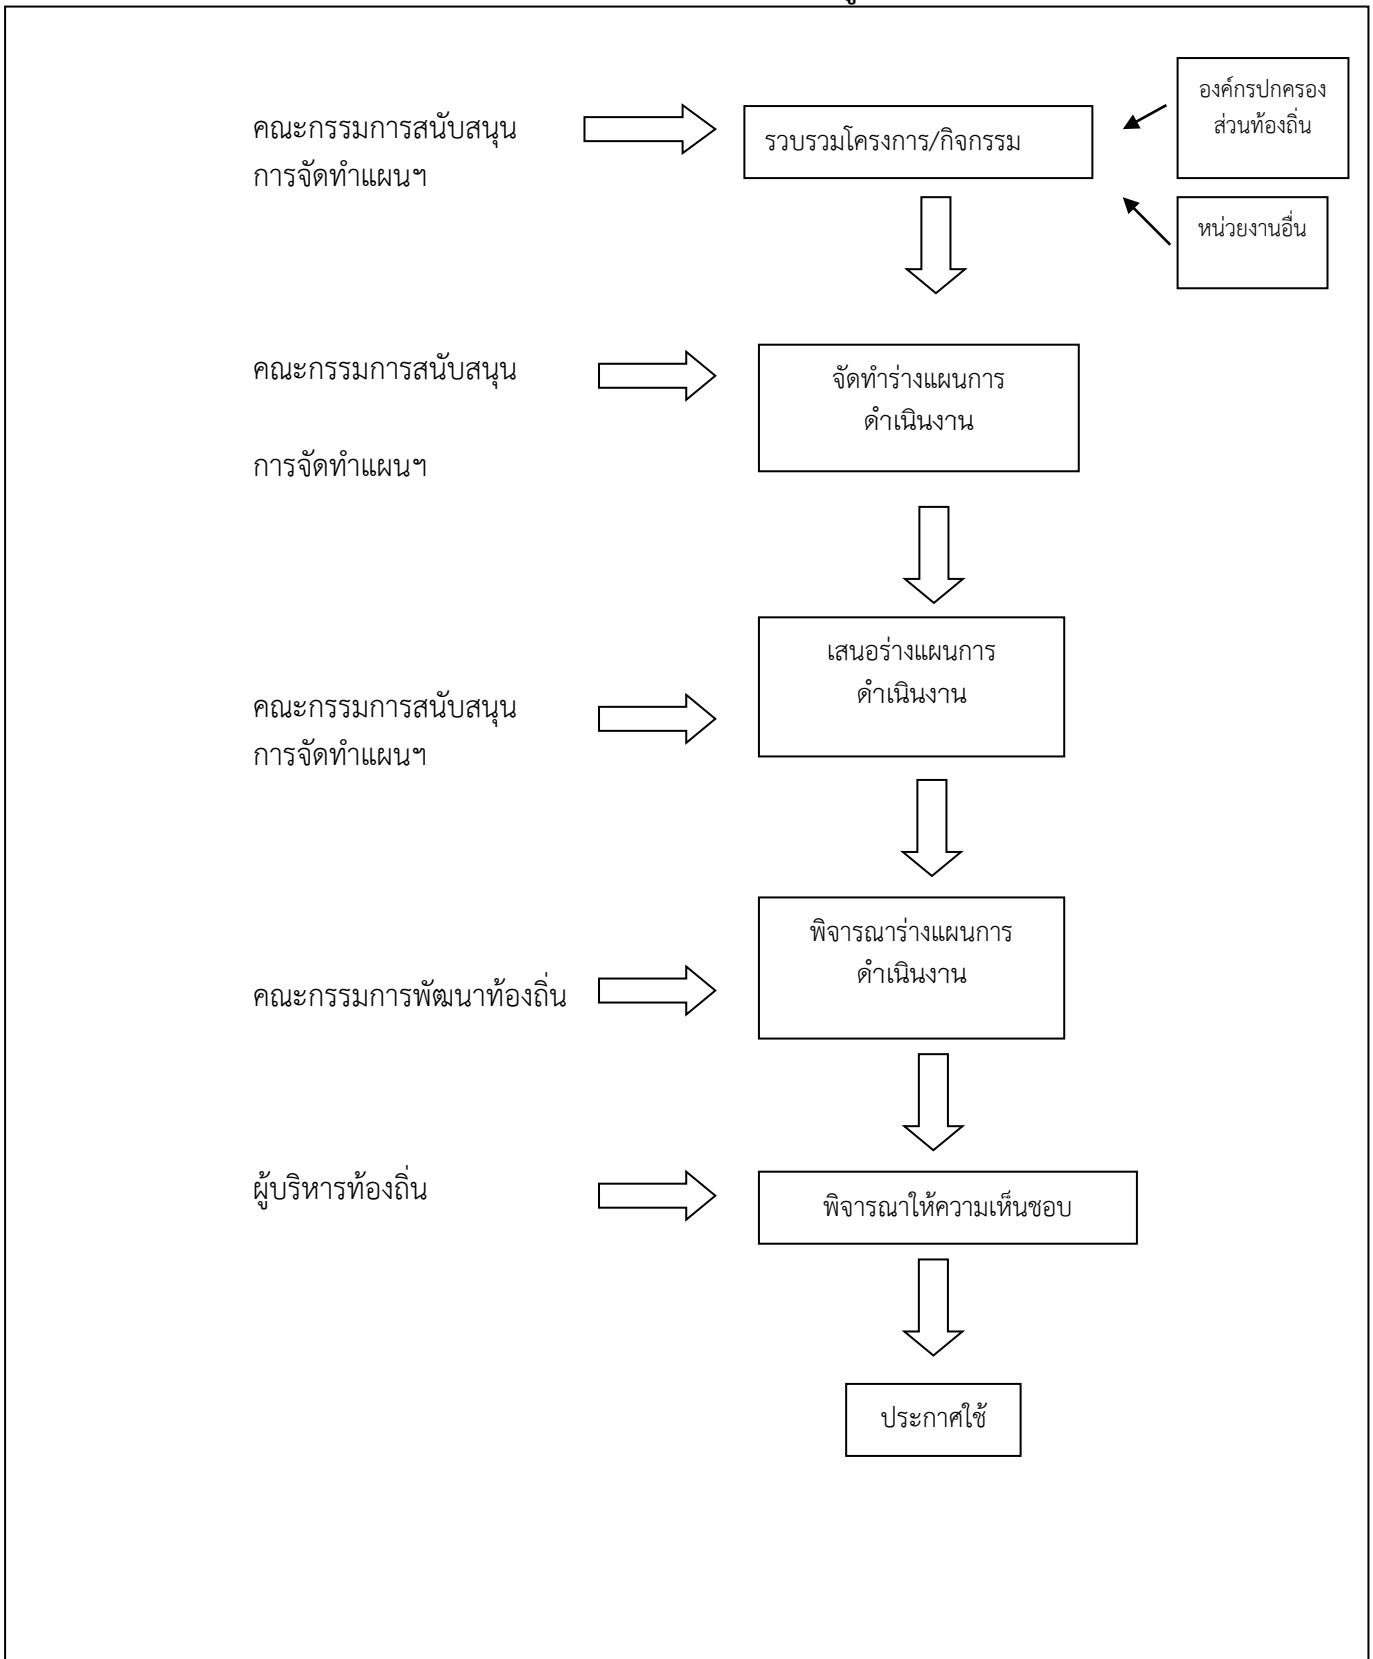 คณะกรรมการสนับสนุน
การจัดทำแผนฯ
รวบรวมโครงการ/กิจกรรม
องค์กรปกครอง
ส่วนท้องถิ่น
หน่วยงานอื่น
คณะกรรมการสนับสนุน
การจัดทำแผนฯ
จัดทำร่างแผนการ
ดำเนินงาน
คณะกรรมการสนับสนุน
การจัดทำแผนฯ
เสนอร่างแผนการ
ดำเนินงาน
คณะกรรมการพัฒนาท้องถิ่น
พิจารณาร่างแผนการ
ดำเนินงาน
ผู้บริหารท้องถิ่น
พิจารณาให้ความเห็นชอบ
ประกาศใช้